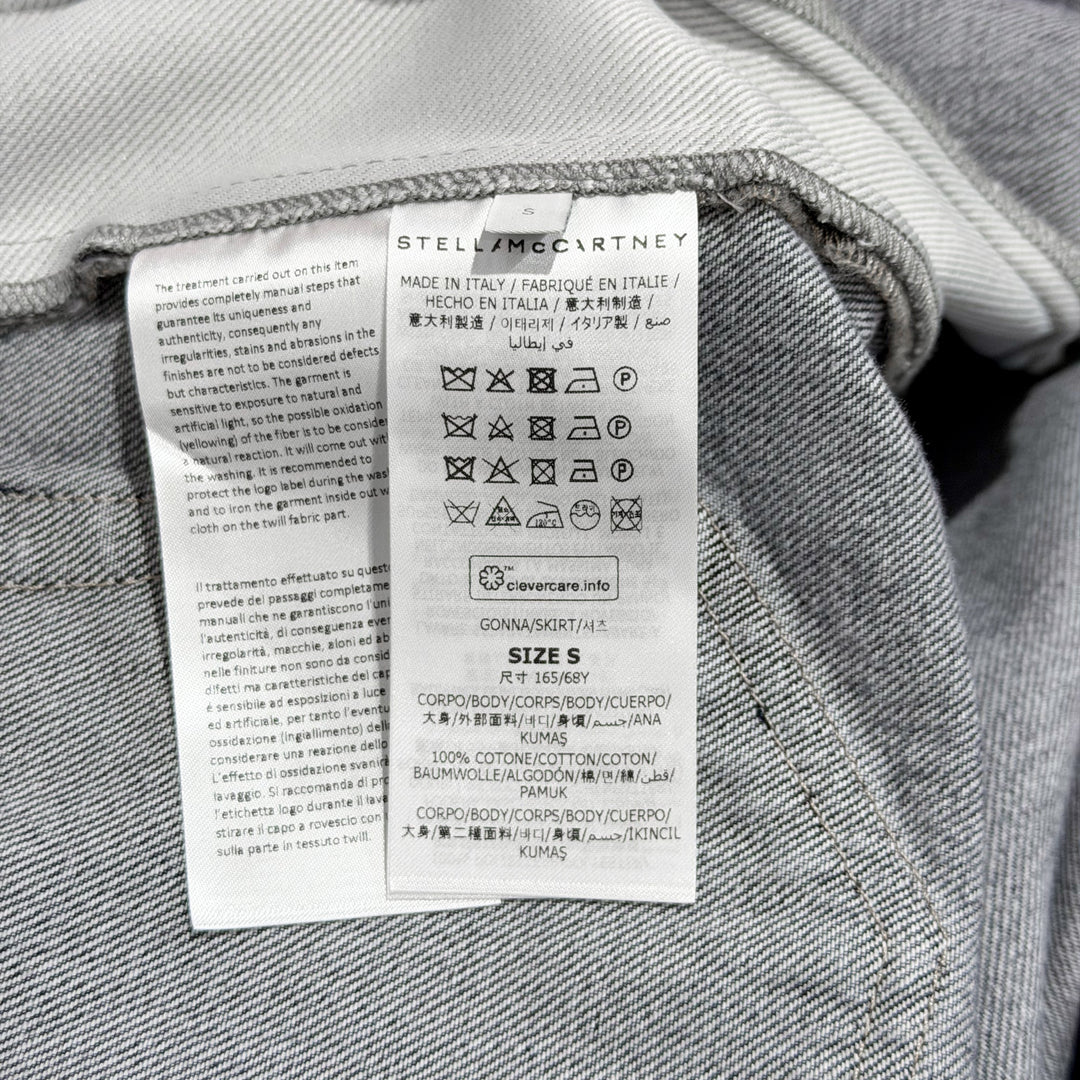 The treatment carried out on this item
provides completely manual steps that
guarantee its uniqueness and
authenticity, consequently any
irregularities, stains and abrasions in the
finishes are not to be considered defects
but characteristics. The garment is
sensitive to exposure to natural and
artificial light, so the possible oxidation
(yellowing) of the fiber is to be consider
a natural reaction. It will come out wit
the washing. It is recommended to
protect the logo label during the was
and to iron the garment inside out w
cloth on the twill fabric part.
Il trattamento effettuato su questo
prevede dei passaggi completame
manuali che ne garantiscono l'uni
l'autenticità, di conseguenza even
irregolarità, macchie, aloni ed ab
nelle finiture non sono da consid
difetti ma caratteristiche del cap
è sensibile ad esposizioni a luce
ed artificiale, per tanto l'eventu
ossidazione (ingiallimento) dell
considerare una reazione dello
L'effetto di ossidazione svanirà
lavaggio. Si raccomanda di pro
l'etichetta logo durante il lava
stirare il capo a rovescio con
sulla parte in tessuto twill.
S
STELLA McCARTNEY
MADE IN ITALY / FABRIQUÉ EN ITALIE /
HECHO EN ITALIA / 意大利制造 /
意大利製造 / 이태리제 / イタリア製 / صنع
في إيطاليا
P
P
P
120°C 드라이
clevercare.info™
GONNA/SKIRT/셔츠
SIZE S
尺寸 165/68Y
CORPO/BODY/CORPS/BODY/CUERPO/
大身/外部面料/바디/身頃/جسم/ANA
KUMAŞ
100% COTONE/COTTON/COTON/
BAUMWOLLE/ALGODÓN/棉/면/綿/قطن/
PAMUK
CORPO/BODY/CORPS/BODY/CUERPO/
大身/第二種面料/바디/身頃/جسم/İKİNCİL
KUMAŞ